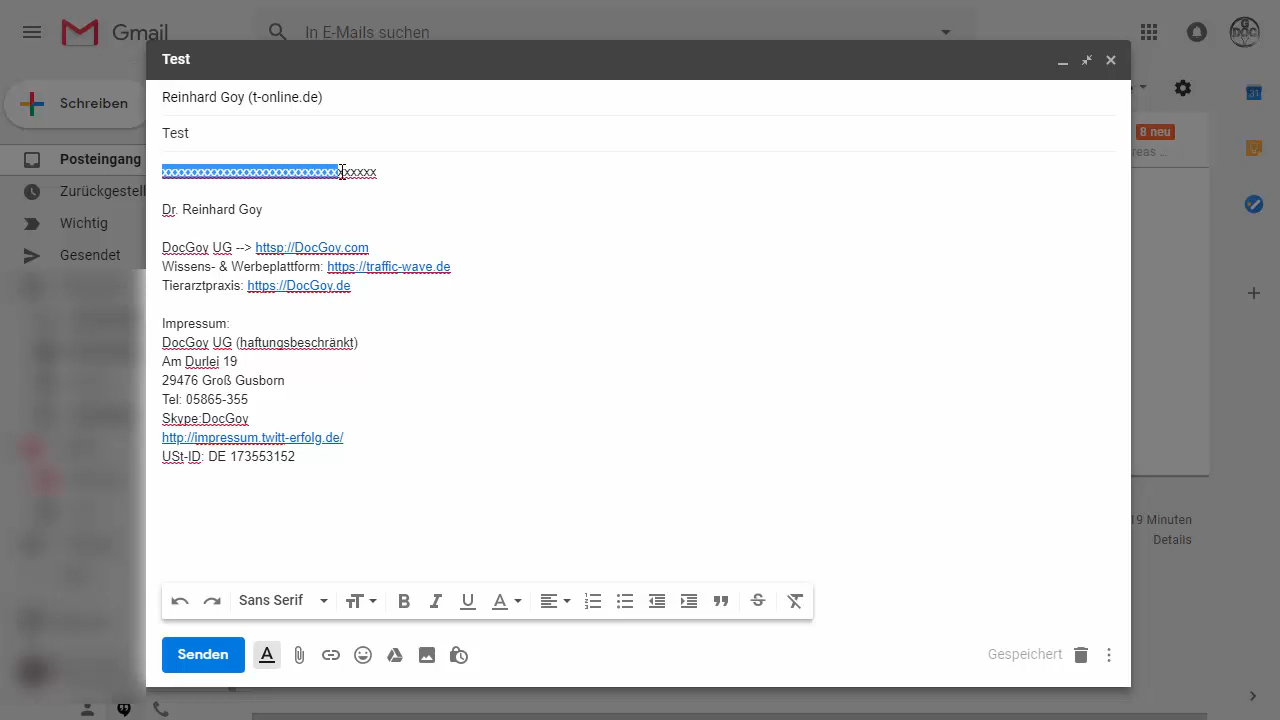 Gmail
In E-Mails suchen
Test
Reinhard Goy (t-online.de)
Schreiben
Test
8 neu
Posteingang
reas ...
xxxxxxxxxxxxxxxxxxxxxxxxxxxxxxxxx
Zurückgestell
Dr. Reinhard Goy
Wichtig
DocGoy UG --> httsp://DocGoy.com
Gesendet
Wissens- & Werbeplattform: https://traffic-wave.de
Tierarztpraxis: https://DocGoy.de
Impressum:
DocGoy UG (haftungsbeschränkt)
Am Durlei 19
29476 Groß Gusborn
Tel: 05865-355
Skype:DocGoy
http://impressum.twitt-erfolg.de/
USt-ID: DE 173553152
19 Minuten
Details
Sans Serif
Senden
Gespeichert